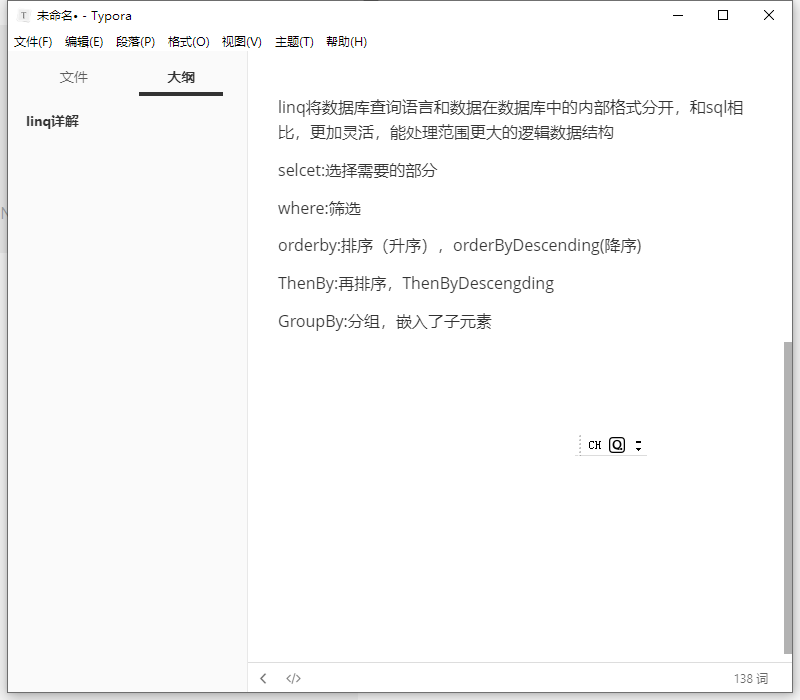 未命名• - Typora
文件(F) 编辑(E) 段落(P) 格式(O) 视图(V) 主题(T) 帮助(H)
文件 大纲
linq详解
linq将数据库查询语言和数据在数据库中的内部格式分开，和sql相
比，更加灵活，能处理范围更大的逻辑数据结构
selcet:选择需要的部分
where:筛选
orderby:排序（升序），orderByDescending(降序)
ThenBy:再排序，ThenByDescengding
GroupBy:分组，嵌入了子元素
CH
</> 138 词